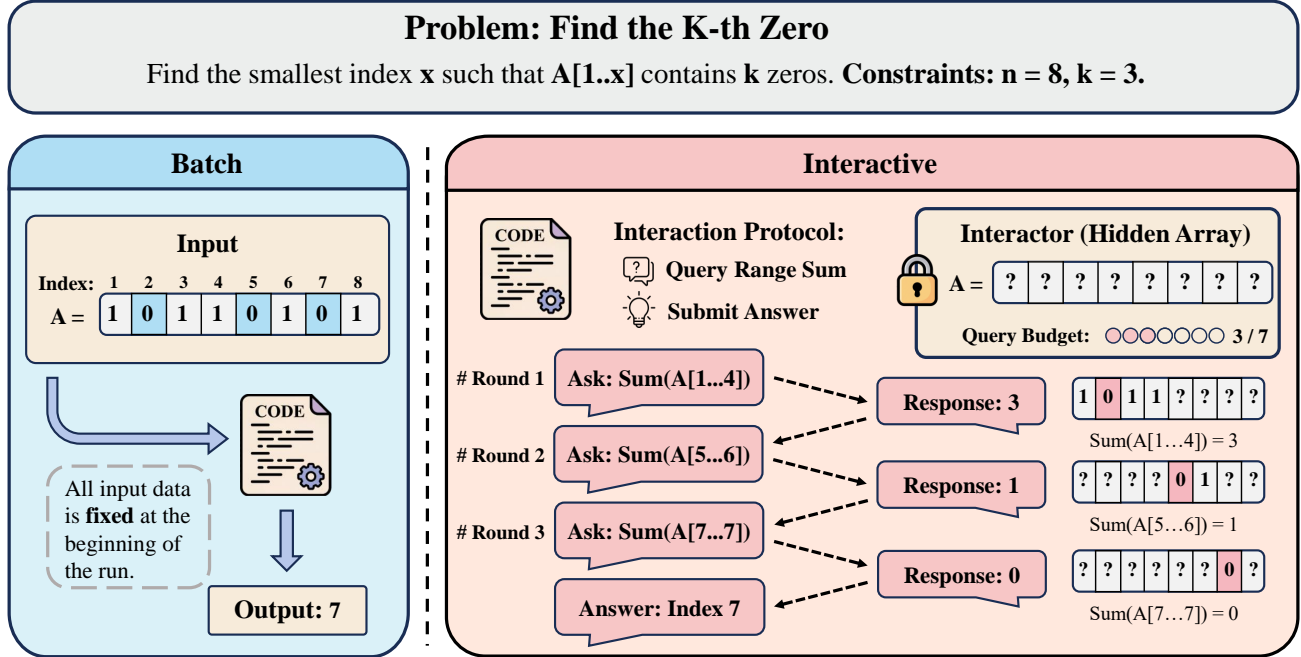 Problem: Find the K-th Zero
Find the smallest index x such that A[1..x] contains k zeros. Constraints: n = 8, k = 3.
Batch
Input
Index: 1 2 3 4 5 6 7 8
A = 1 0 1 1 0 1 0 1
CODE
All input data
is fixed at the
beginning of
the run.
Output: 7
Interactive
CODE
Interaction Protocol:
? Query Range Sum
Submit Answer
Interactor (Hidden Array)
A = ? ? ? ? ? ? ? ?
Query Budget: 3 / 7
# Round 1 Ask: Sum(A[1...4])
Response: 3
1 0 1 1 ? ? ? ?
Sum(A[1…4]) = 3
# Round 2 Ask: Sum(A[5...6])
Response: 1
? ? ? ? 0 1 ? ?
Sum(A[5…6]) = 1
# Round 3 Ask: Sum(A[7...7])
Response: 0
? ? ? ? ? ? 0 ?
Sum(A[7…7]) = 0
Answer: Index 7